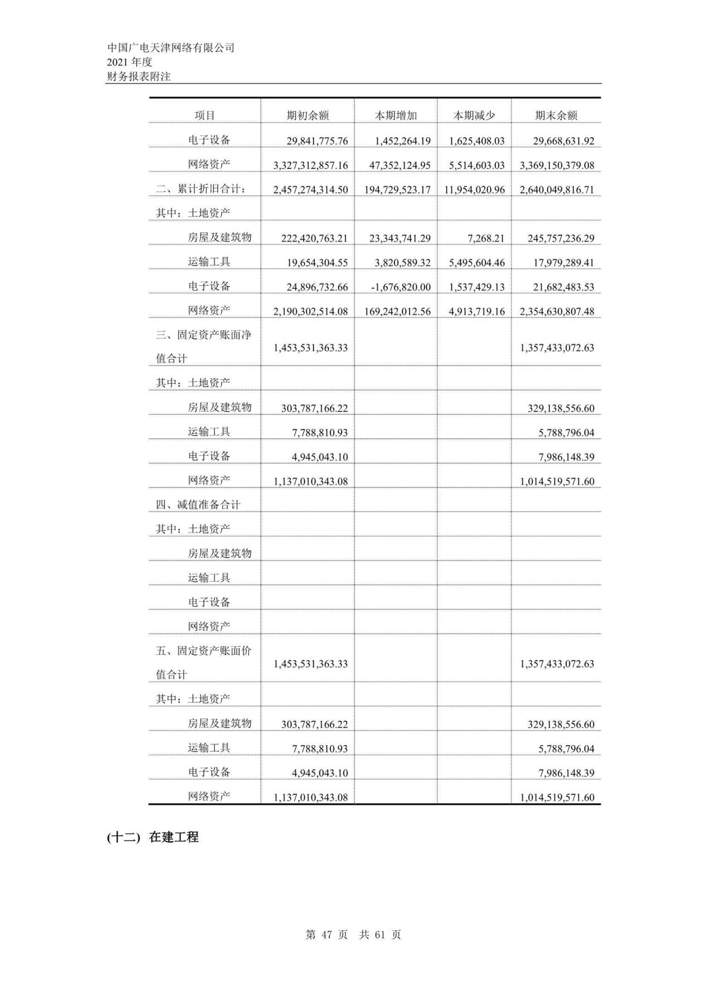 中国广电天津网络有限公司
2021 年度
财务报表附注
项目 期初余额 本期增加 本期减少 期末余额
电子设备 29,841,775.76 1,452,264.19 1,625,408.03 29,668,631.92
网络资产 3,327,312,857.16 47,352,124.95 5,514,603.03 3,369,150,379.08
二、累计折旧合计： 2,457,274,314.50 194,729,523.17 11,954,020.96 2,640,049,816.71
其中：土地资产
房屋及建筑物 222,420,763.21 23,343,741.29 7,268.21 245,757,236.29
运输工具 19,654,304.55 3,820,589.32 5,495,604.46 17,979,289.41
电子设备 24,896,732.66 -1,676,820.00 1,537,429.13 21,682,483.53
网络资产 2,190,302,514.08 169,242,012.56 4,913,719.16 2,354,630,807.48
三、固定资产账面净
值合计 1,453,531,363.33 1,357,433,072.63
其中：土地资产
房屋及建筑物 303,787,166.22 329,138,556.60
运输工具 7,788,810.93 5,788,796.04
电子设备 4,945,043.10 7,986,148.39
网络资产 1,137,010,343.08 1,014,519,571.60
四、减值准备合计
其中：土地资产
房屋及建筑物
运输工具
电子设备
网络资产
五、固定资产账面价
值合计 1,453,531,363.33 1,357,433,072.63
其中：土地资产
房屋及建筑物 303,787,166.22 329,138,556.60
运输工具 7,788,810.93 5,788,796.04
电子设备 4,945,043.10 7,986,148.39
网络资产 1,137,010,343.08 1,014,519,571.60
(十二) 在建工程
第 47 页 共 61 页